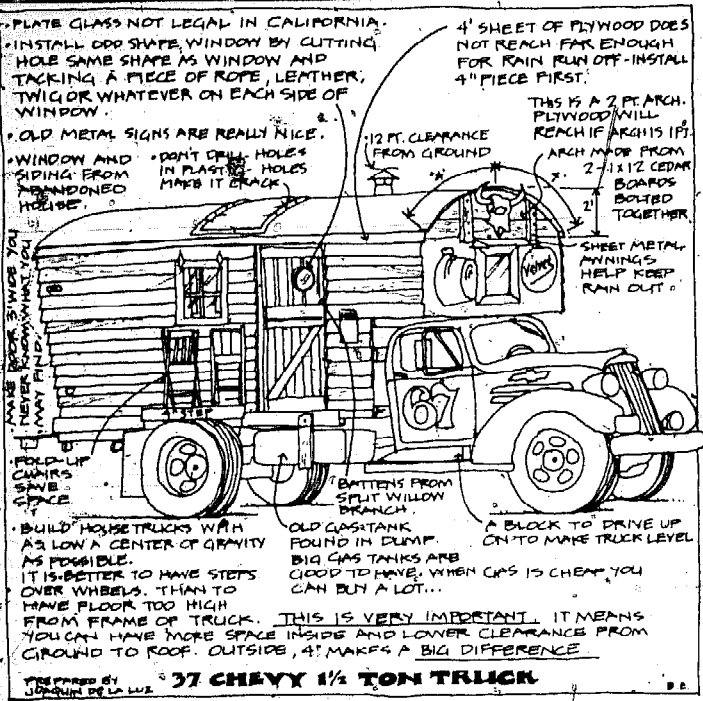 • PLATE GLASS NOT LEGAL IN CALIFORNIA.
• INSTALL ODD SHAPE WINDOW BY CUTTING
HOLE SAME SHAPE AS WINDOW AND
TACKING A PIECE OF ROPE, LEATHER,
TWIG OR WHATEVER ON EACH SIDE OF
WINDOW.
• OLD METAL SIGNS ARE REALLY NICE.
• WINDOW AND
SIDING FROM
ABANDONED
HOUSE.
• DON'T DRILL HOLES
IN PLASTIC - HOLES
MAKE IT CRACK
4' SHEET OF PLYWOOD DOES
NOT REACH FAR ENOUGH
FOR RAIN RUN OFF - INSTALL
4" PIECE FIRST.
12 FT. CLEARANCE
FROM GROUND
THIS IS A 2 FT. ARCH.
PLYWOOD WILL
REACH IF ARCH IS 1 FT.
ARCH MADE FROM
2 - 1 x 12 CEDAR
BOARDS
BOLTED
TOGETHER
2'
SHEET METAL
AWNINGS
HELP KEEP
RAIN OUT.
Velvet
67
• MAKE DOOR 3' WIDE YOU
NEVER KNOW WHAT YOU
MAY FIND.
STEP
• FOLD-UP
CHAIRS
SAVE
SPACE
BATTENS FROM
SPLIT WILLOW
BRANCH.
• BUILD HOUSETRUCKS WITH
AS LOW A CENTER OF GRAVITY
AS POSSIBLE.
IT IS BETTER TO HAVE STEPS
OVER WHEELS. THAN TO
HAVE FLOOR TOO HIGH
FROM FRAME OF TRUCK. THIS IS VERY IMPORTANT. IT MEANS
YOU CAN HAVE MORE SPACE INSIDE AND LOWER CLEARANCE FROM
GROUND TO ROOF. OUTSIDE, 4" MAKES A BIG DIFFERENCE
OLD GAS TANK
FOUND IN DUMP.
BIG GAS TANKS ARE
GOOD TO HAVE. WHEN GAS IS CHEAP YOU
CAN BUY A LOT...
A BLOCK TO DRIVE UP
ON TO MAKE TRUCK LEVEL
PREPARED BY
JOAQUIN DE LA LUZ
37 CHEVY 1½ TON TRUCK